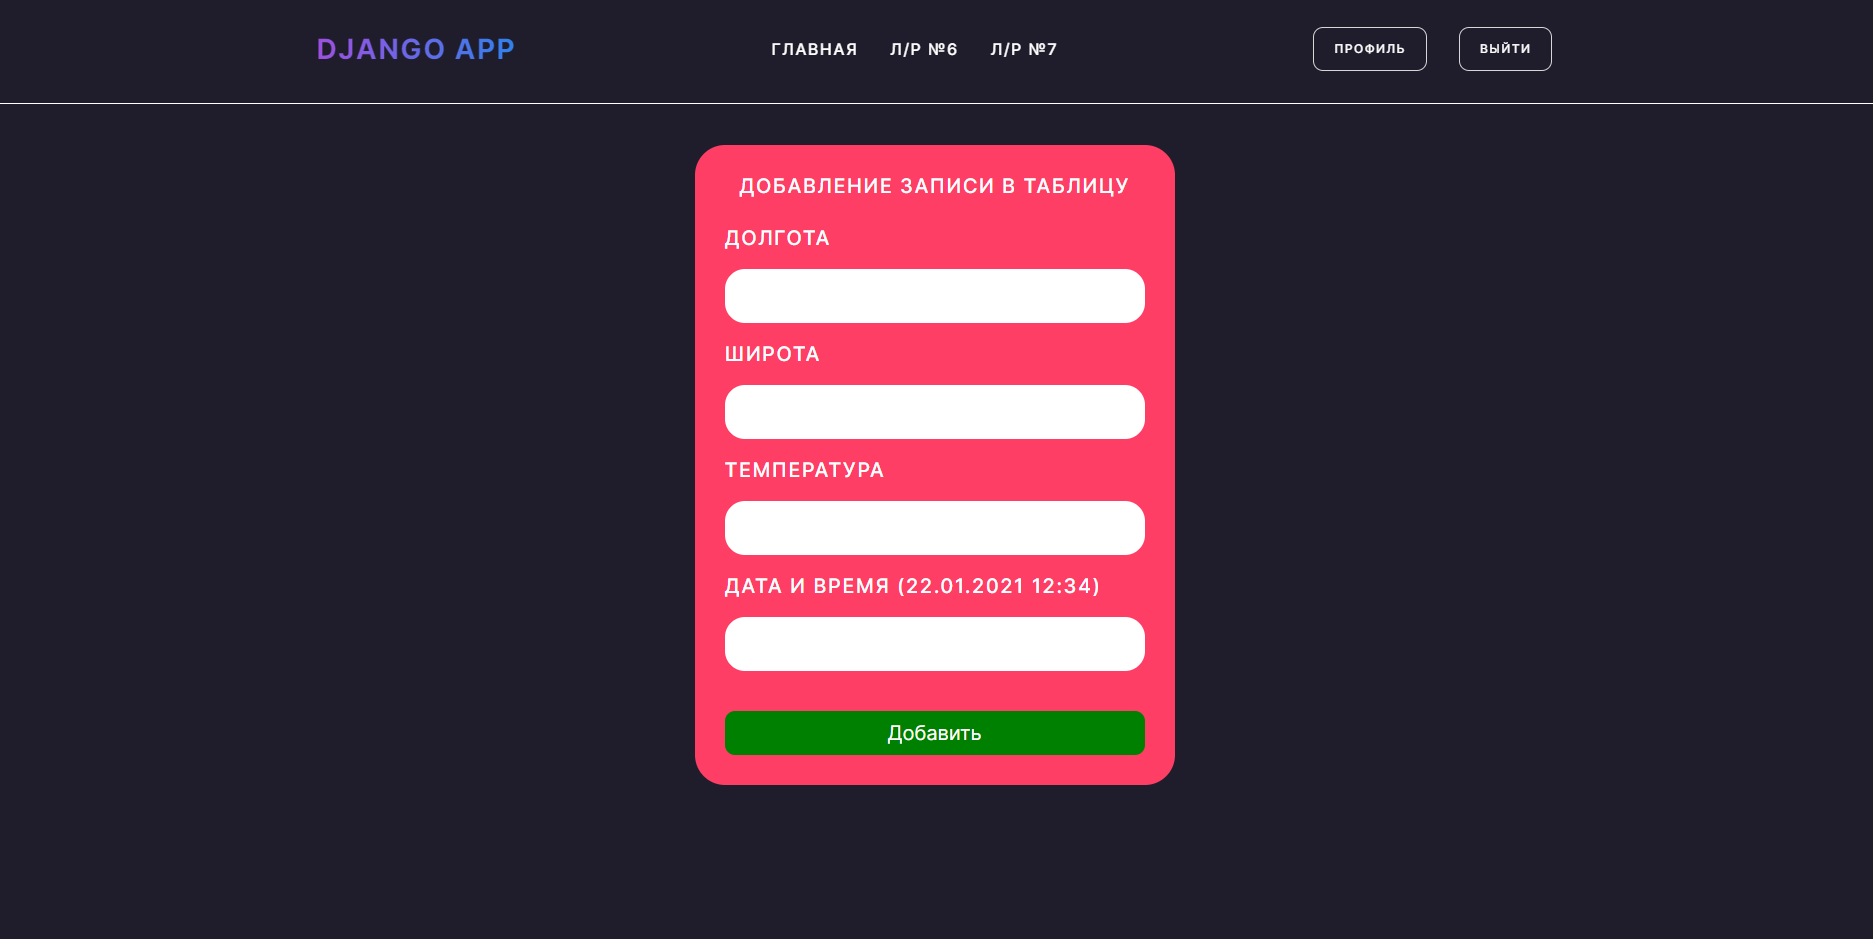 DJANGO APP
ГЛАВНАЯ Л/Р №6 Л/Р №7
ПРОФИЛЬ ВЫЙТИ
ДОБАВЛЕНИЕ ЗАПИСИ В ТАБЛИЦУ
ДОЛГОТА
ШИРОТА
ТЕМПЕРАТУРА
ДАТА И ВРЕМЯ (22.01.2021 12:34)
Добавить